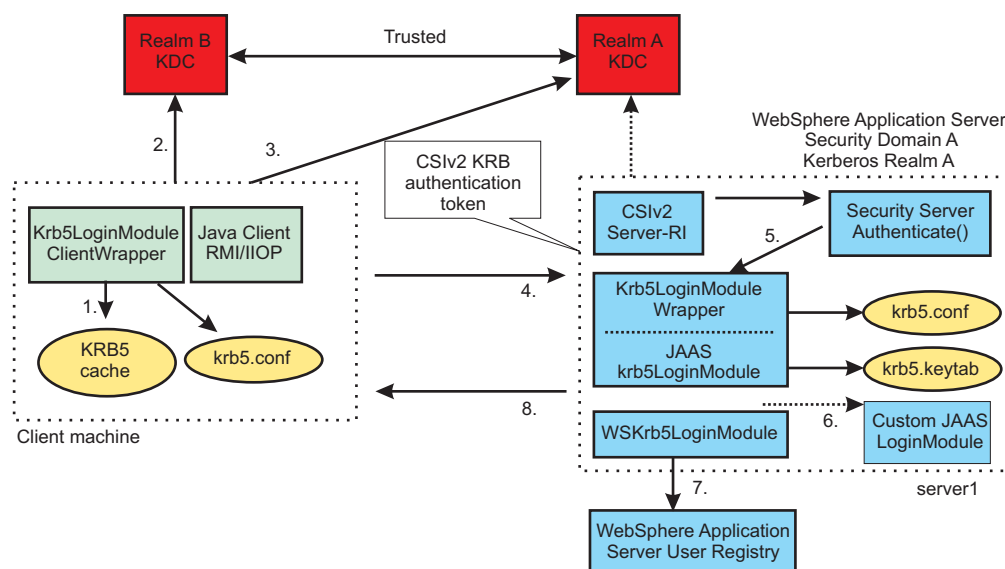 Realm B
KDC
Trusted
Realm A
KDC
2.
3.
WebSphere Application Server
Security Domain A
Kerberos Realm A
CSIv2 KRB
authentication
token
Krb5LoginModule
ClientWrapper
Java Client
RMI/IIOP
CSIv2
Server-RI
Security Server
Authenticate()
5.
1.
4.
Krb5LoginModule
Wrapper
JAAS
krb5LoginModule
krb5.conf
krb5.keytab
KRB5
cache
krb5.conf
8.
6.
WSKrb5LoginModule
Custom JAAS
LoginModule
Client machine
7.
server1
WebSphere Application
Server User Registry